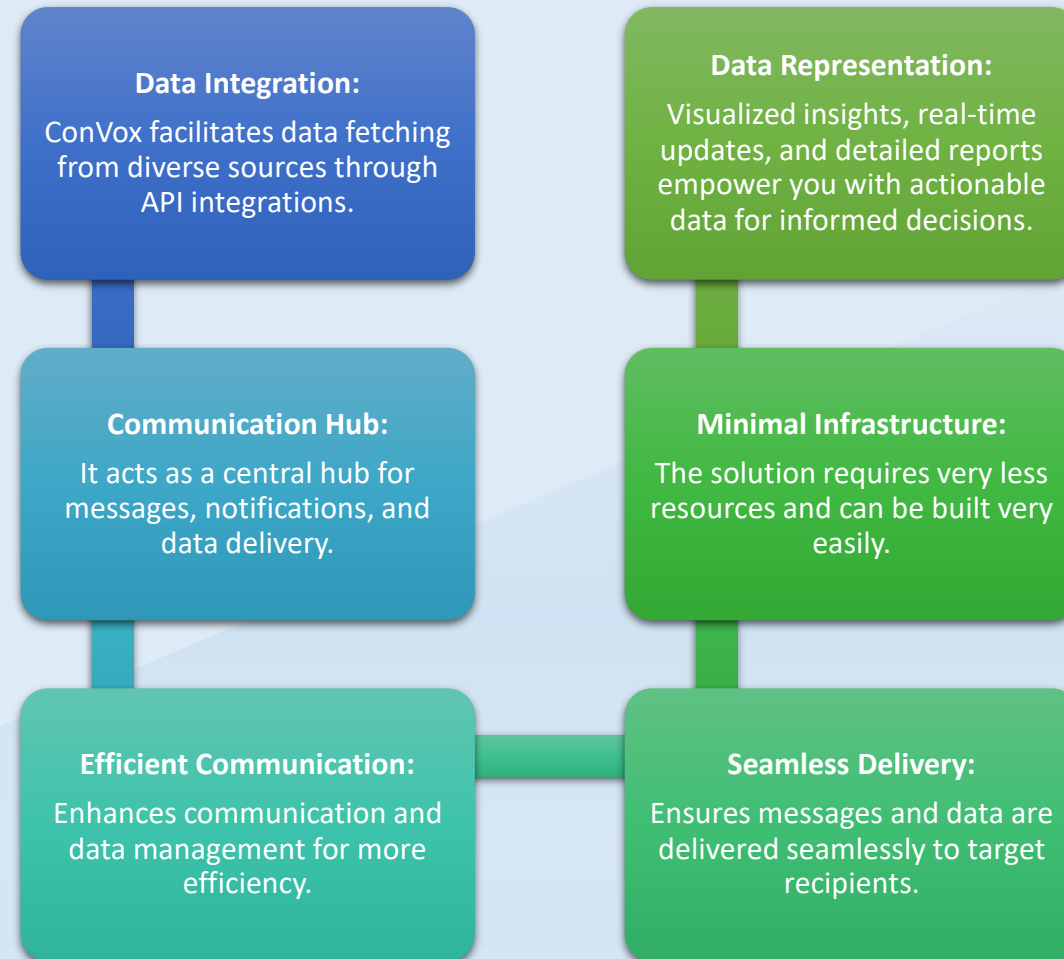 Data Integration:
ConVox facilitates data fetching
from diverse sources through
API integrations.
Communication Hub:
It acts as a central hub for
messages, notifications, and
data delivery.
Efficient Communication:
Enhances communication and
data management for more
efficiency.
Seamless Delivery:
Ensures messages and data are
delivered seamlessly to target
recipients.
Minimal Infrastructure:
The solution requires very less
resources and can be built very
easily.
Data Representation:
Visualized insights, real-time
updates, and detailed reports
empower you with actionable
data for informed decisions.